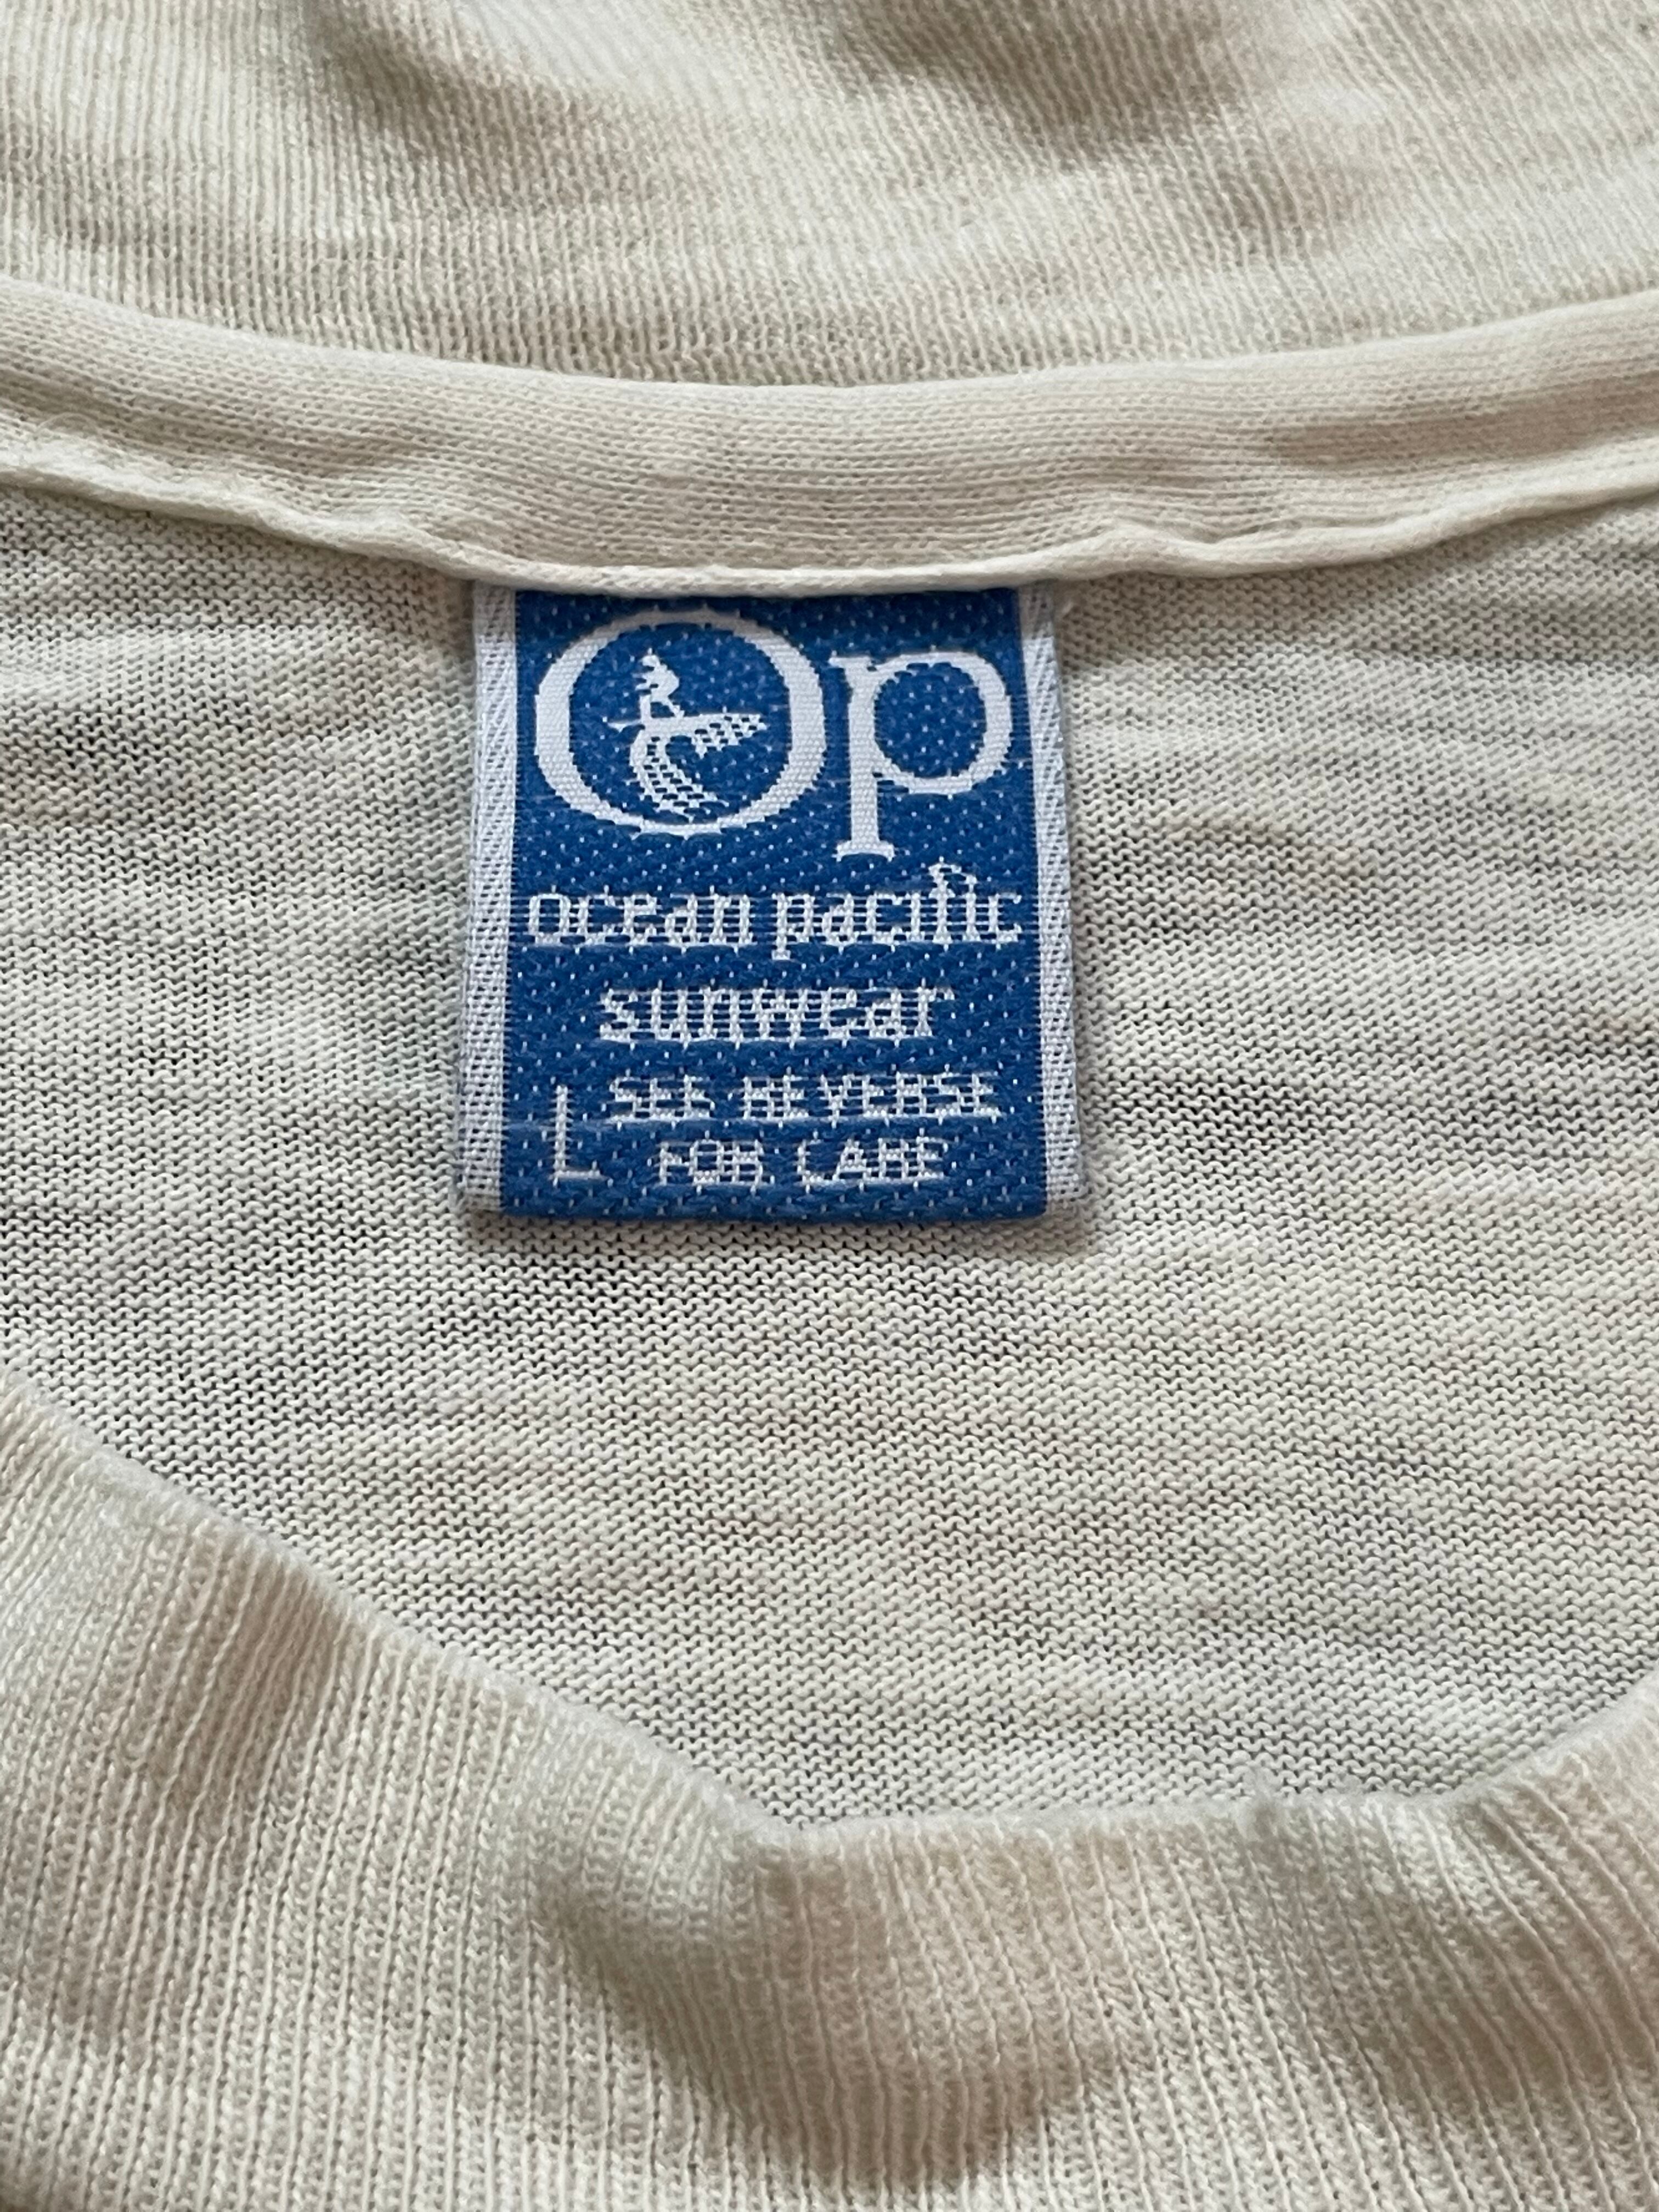 Op
ocean pacific
sunwear
L SEE REVERSE
FOR CARE